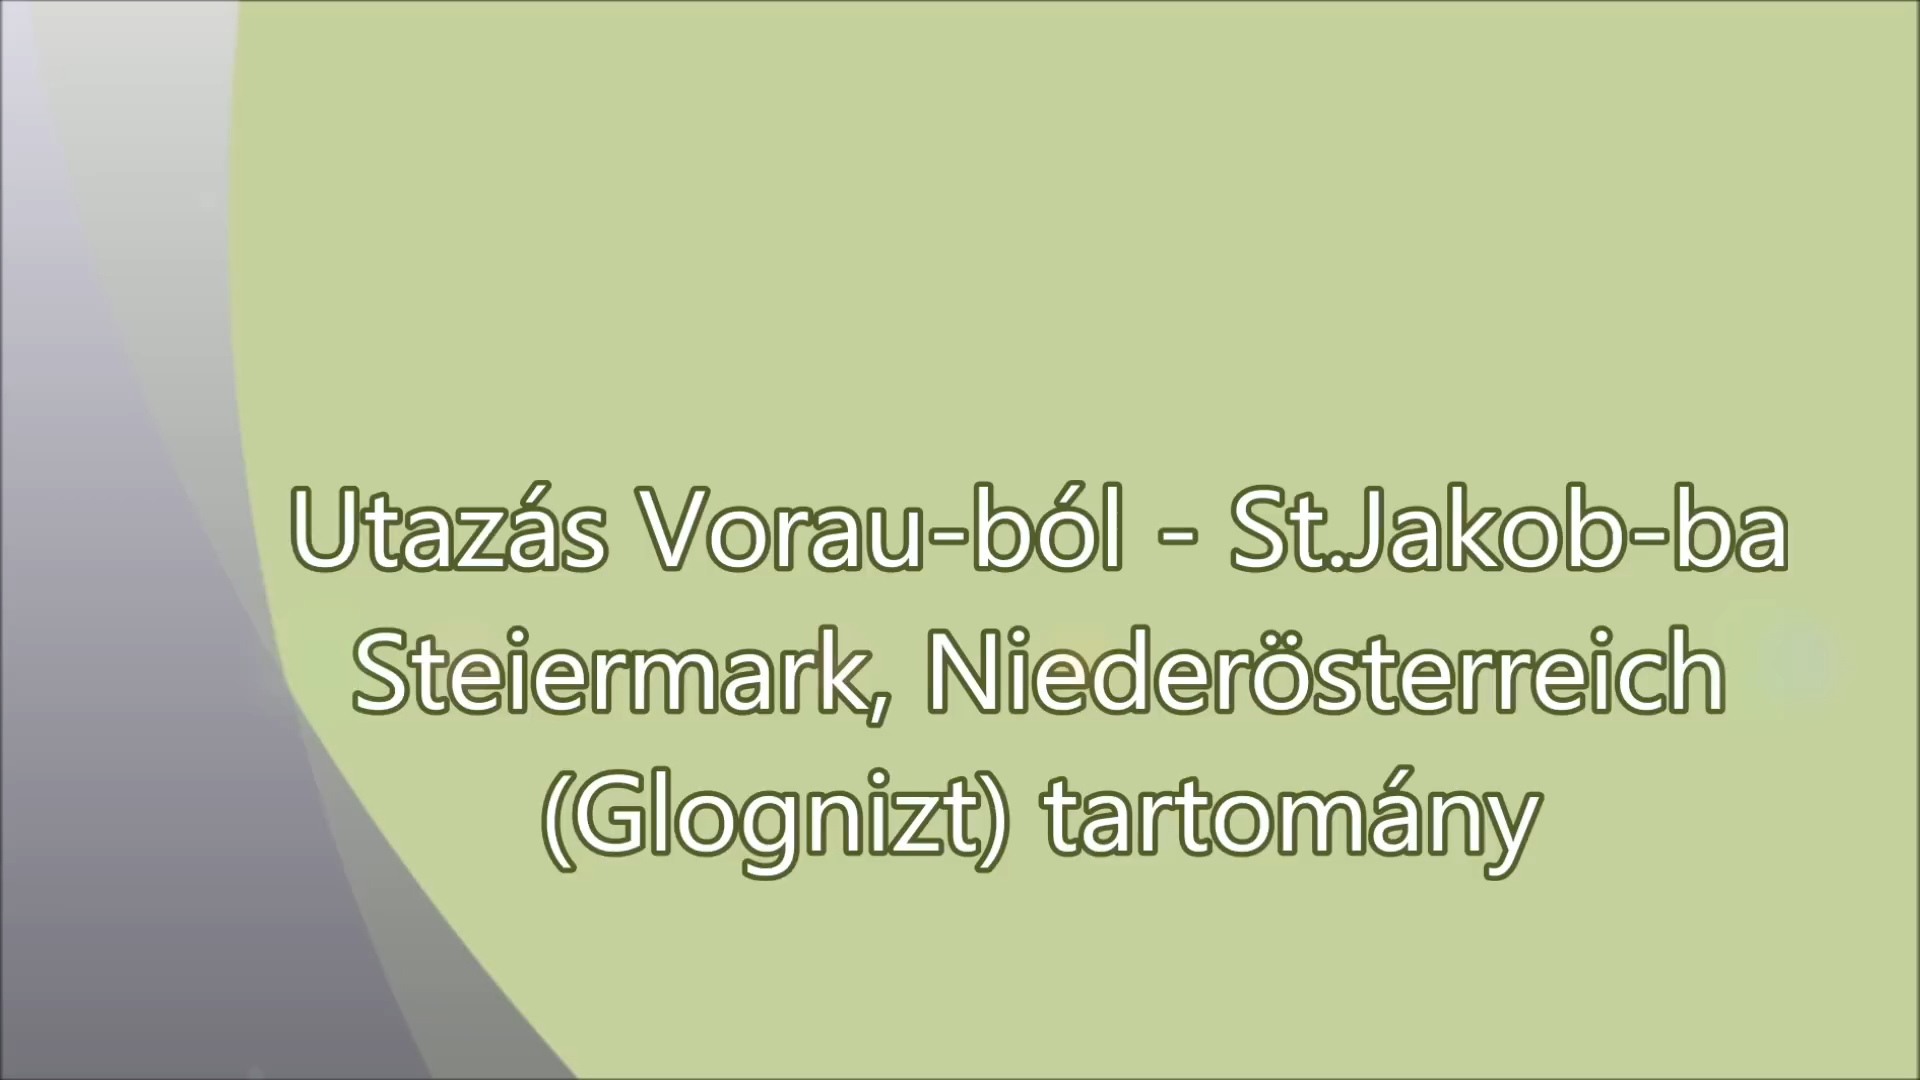 Utazás Vorau-ból - St.Jakob-ba
Steiermark, Niederösterreich
(Glognizt) tartomány